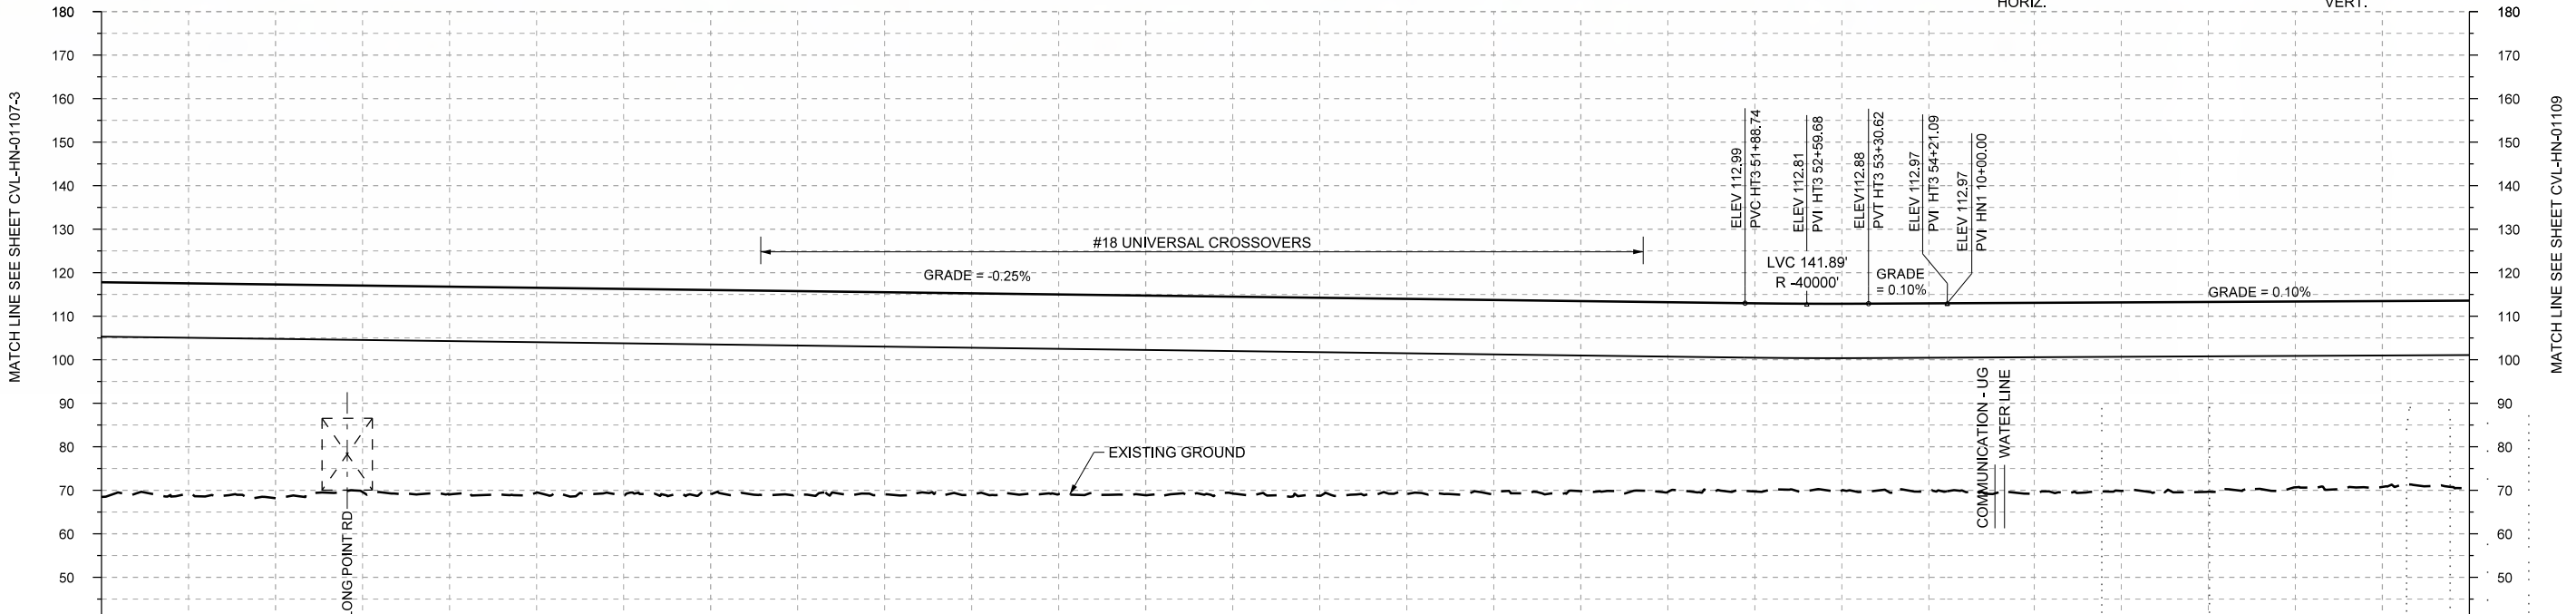 HORIZ.
VERT.
180
170
160
150
140
130
120
110
100
90
80
70
60
50
MATCH LINE SEE SHEET CVL-HN-01107-3
#18 UNIVERSAL CROSSOVERS
GRADE = -0.25%
ELEV 112.99
PVC HT3 51+88.74
ELEV 112.81
PVI HT3 52+59.68
ELEV112.88
PVT HT3 53+30.62
ELEV 112.97
PVI HT3 54+21.09
ELEV 112.97
PVI HN1 10+00.00
LVC 141.89'
R -40000'
GRADE
= 0.10%
GRADE = 0.10%
EXISTING GROUND
LONG POINT RD
COMMUNICATION - UG
WATER LINE
180
170
160
150
140
130
120
110
100
90
80
70
60
50
MATCH LINE SEE SHEET CVL-HN-01109